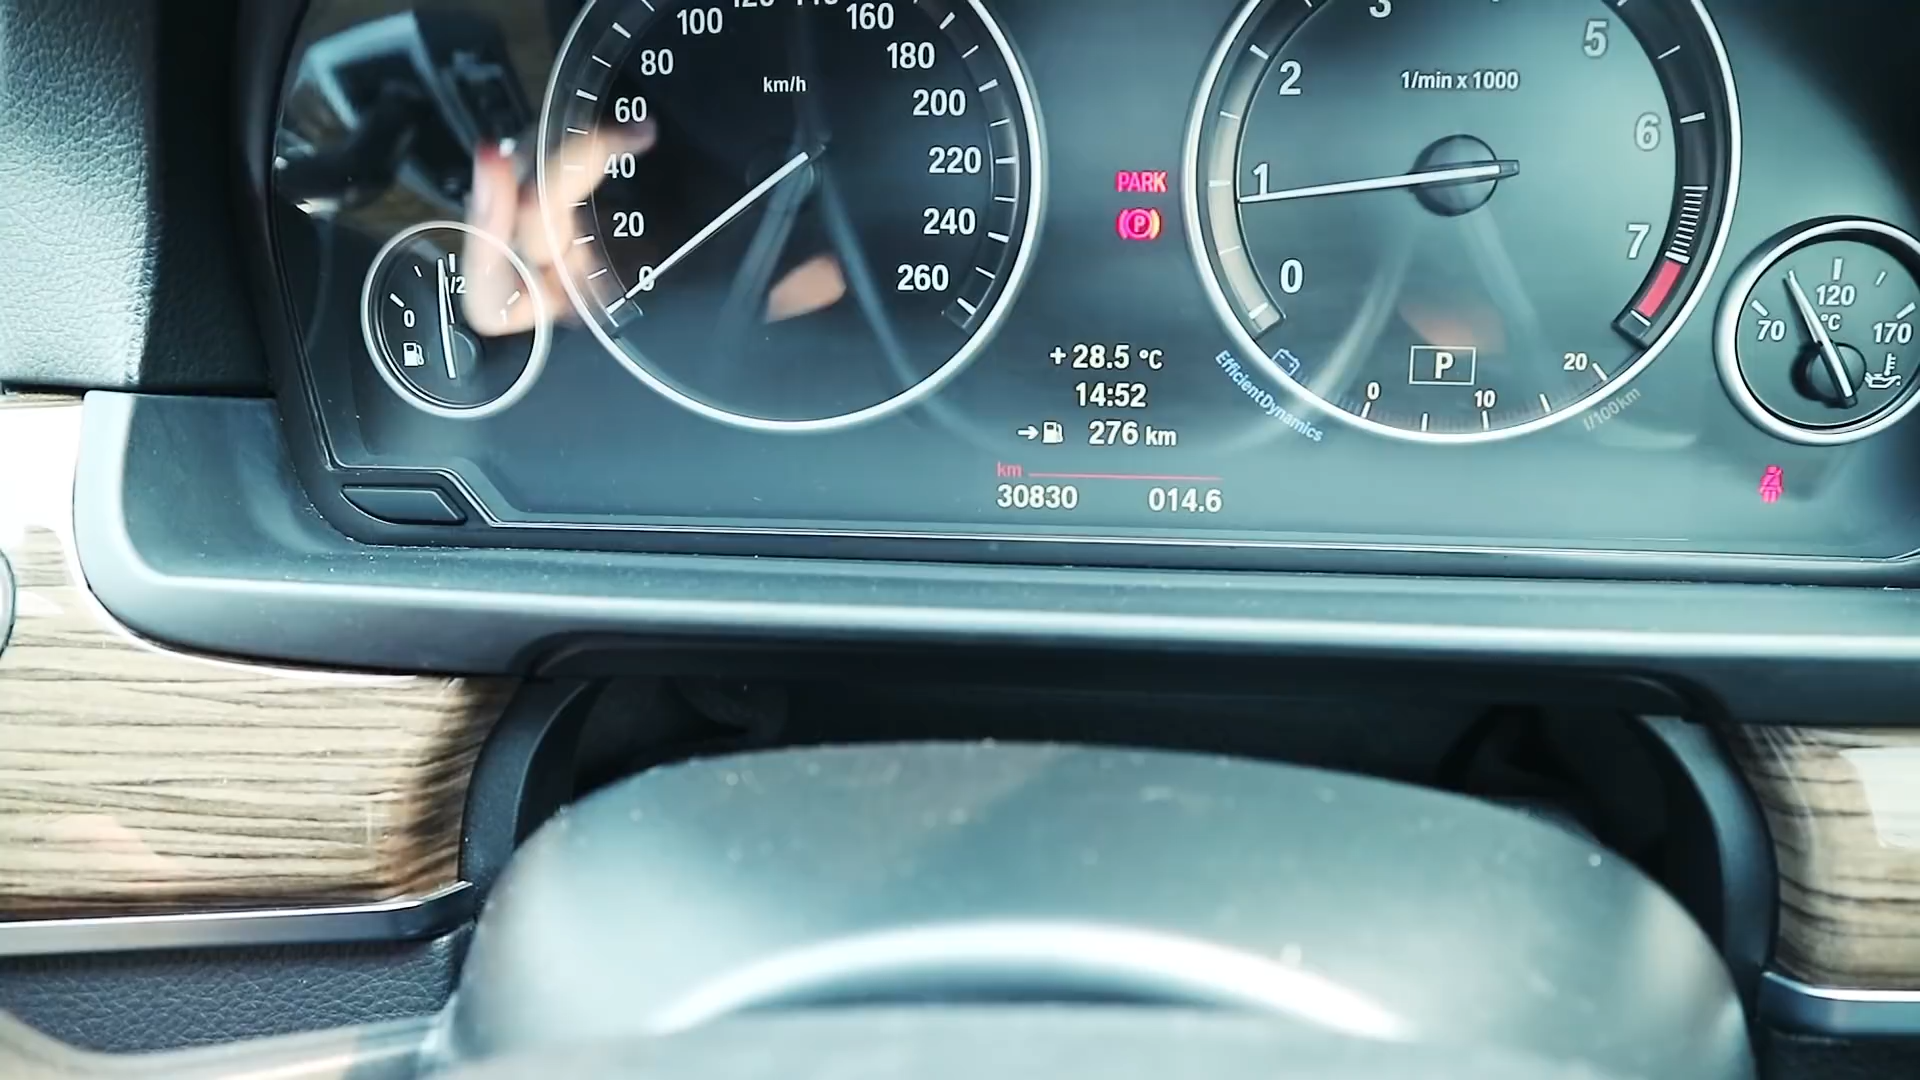 100
160
80
180
km/h
60
200
40
220
20
240
0
260
0
1/2
1
PARK
P
3
2
5
1/min x 1000
1
6
0
7
P
0
10
20
l/100km
EfficientDynamics
70
120
170
°C
+ 28.5 °C
14:52
276 km
km
30830 014.6